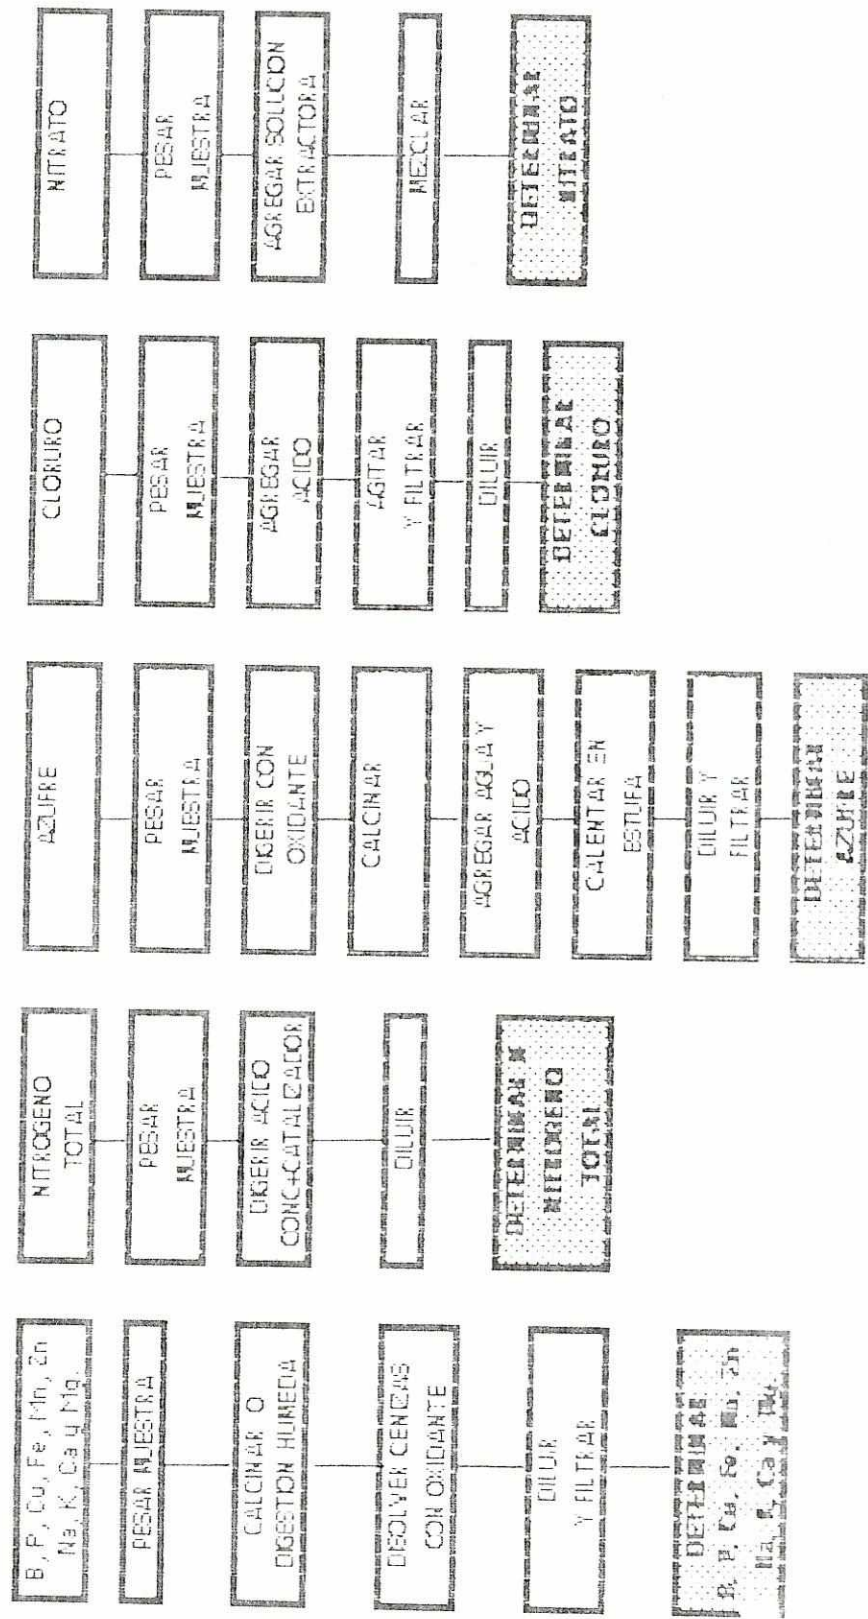 B, P, Cu, Fe, Mn, Zn
Na, K, Ca y Mg
PESAR MUESTRA
CALCINAR O
DIGESTION HUMEDA
DISOLVER CENIZAS
CON OXIDANTE
DILUIR
Y FILTRAR
DETERMINAR
B, P, Cu, Fe, Mn, Zn
Na, K, Ca y Mg
NITROGENO
TOTAL
PESAR
MUESTRA
DIGERIR ACIDO
CONC+CATALIZADOR
DILUIR
DETERMINAR
NITROGENO
TOTAL
AZUFRE
PESAR
MUESTRA
DIGERIR CON
OXIDANTE
CALCINAR
AGREGAR AGUA Y
ACIDO
CALENTAR EN
ESTUFA
DILUIR Y
FILTRAR
DETERMINAR
AZUFRE
CLORURO
PESAR
MUESTRA
AGREGAR
ACIDO
AGITAR
Y FILTRAR
DILUIR
DETERMINAR
CLORURO
NITRATO
PESAR
MUESTRA
AGREGAR SOLUCION
EXTRACTORA
MEZCLAR
DETERMINAR
NITRATO